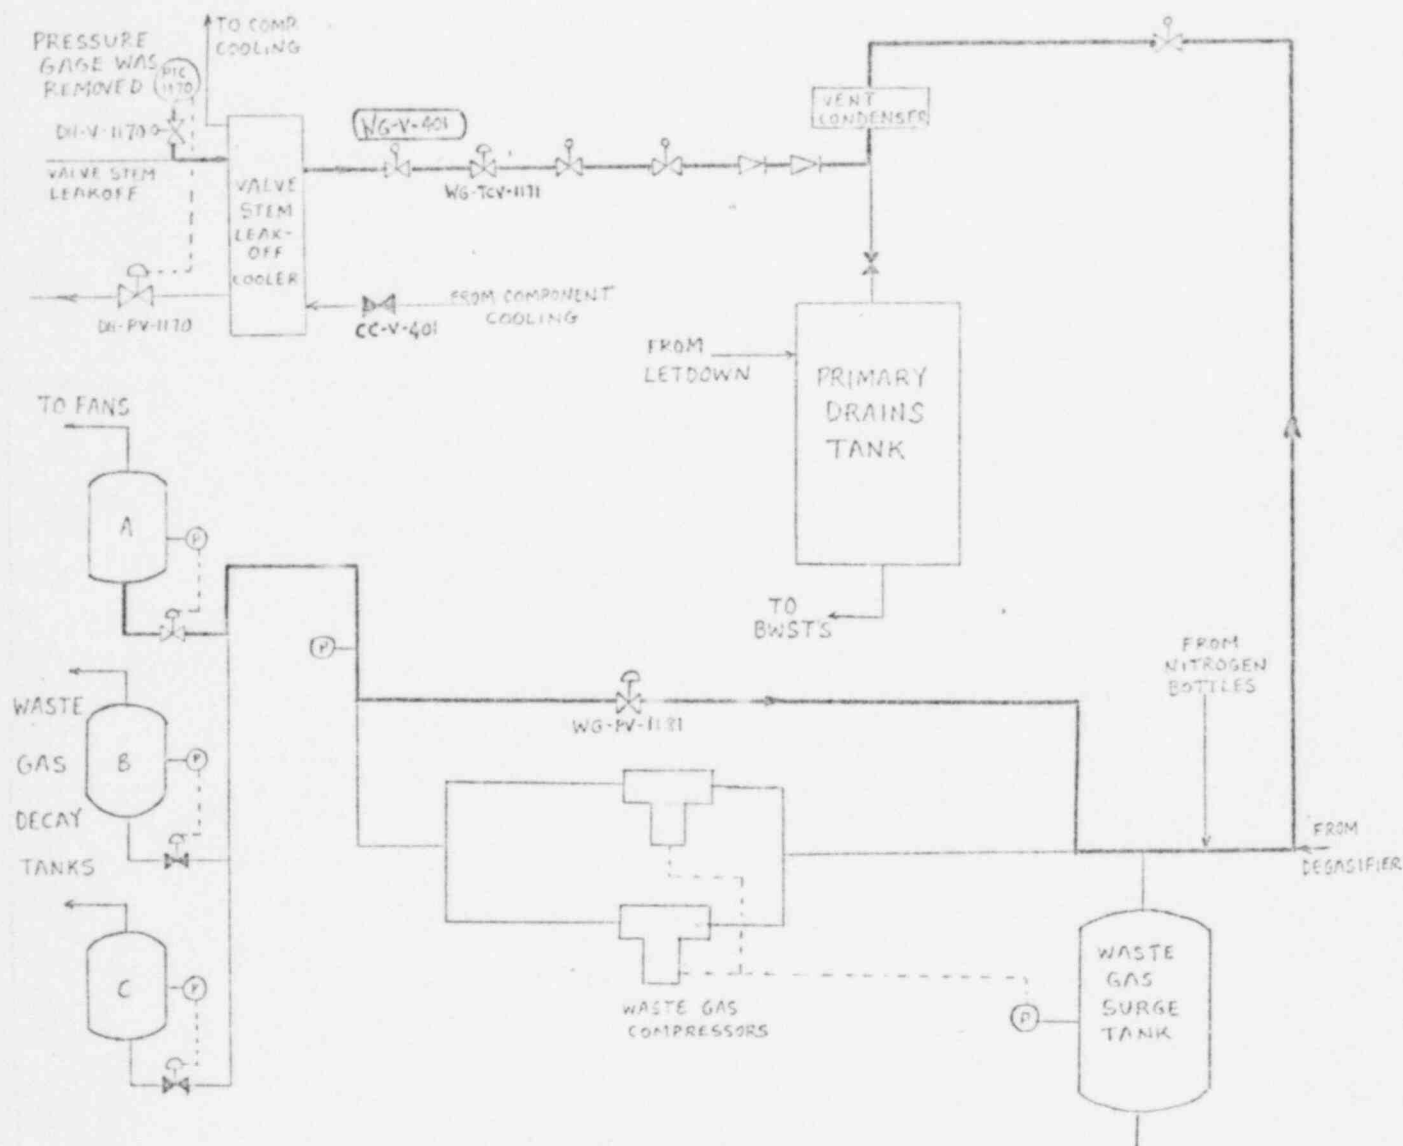 TO COMP.
COOLING
PRESSURE
GAGE WAS
REMOVED
PIC
1170
DH-V-1170
VALVE STEM
LEAKOFF
VALVE
STEM
LEAK-
OFF
COOLER
WG-V-401
WG-TCV-1171
VENT
CONDENSER
DH-PV-1170
CC-V-401
FROM COMPONENT
COOLING
FROM
LETDOWN
PRIMARY
DRAINS
TANK
TO
BWST'S
TO FANS
A
P
P
WASTE
GAS
DECAY
TANKS
B
P
C
P
WG-PV-1181
FROM
NITROGEN
BOTTLES
FROM
DEGASIFIER
WASTE GAS
COMPRESSORS
P
WASTE
GAS
SURGE
TANK